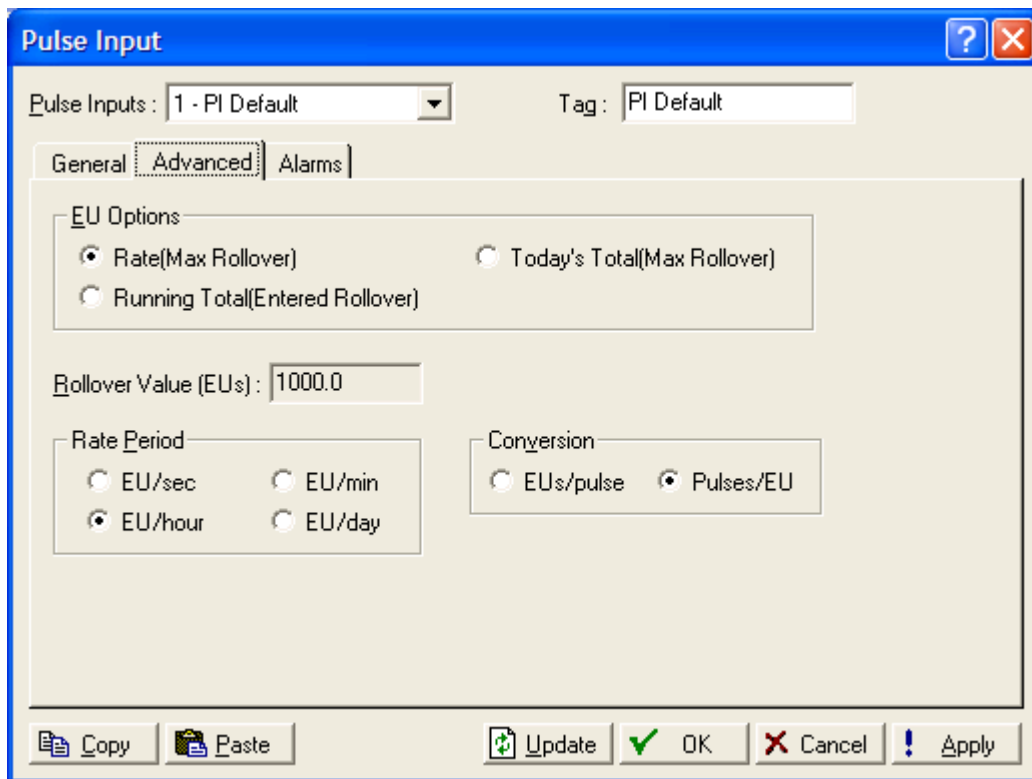 Pulse Input
Pulse Inputs : 1 - PI Default Tag : PI Default
General Advanced Alarms
EU Options
Rate(Max Rollover) Today's Total(Max Rollover)
Running Total(Entered Rollover)
Rollover Value (EUs) : 1000.0
Rate Period Conversion
EU/sec EU/min EUs/pulse Pulses/EU
EU/hour EU/day
Copy Paste Update OK Cancel Apply